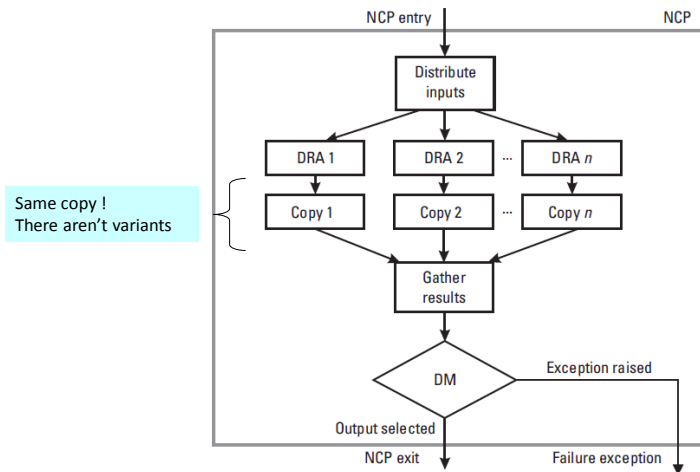 NCP entry
NCP
Distribute
inputs
DRA 1
DRA 2
...
DRA n
Same copy !
There aren't variants
Copy 1
Copy 2
...
Copy n
Gather
results
DM
Exception raised
Output selected
NCP exit
Failure exception